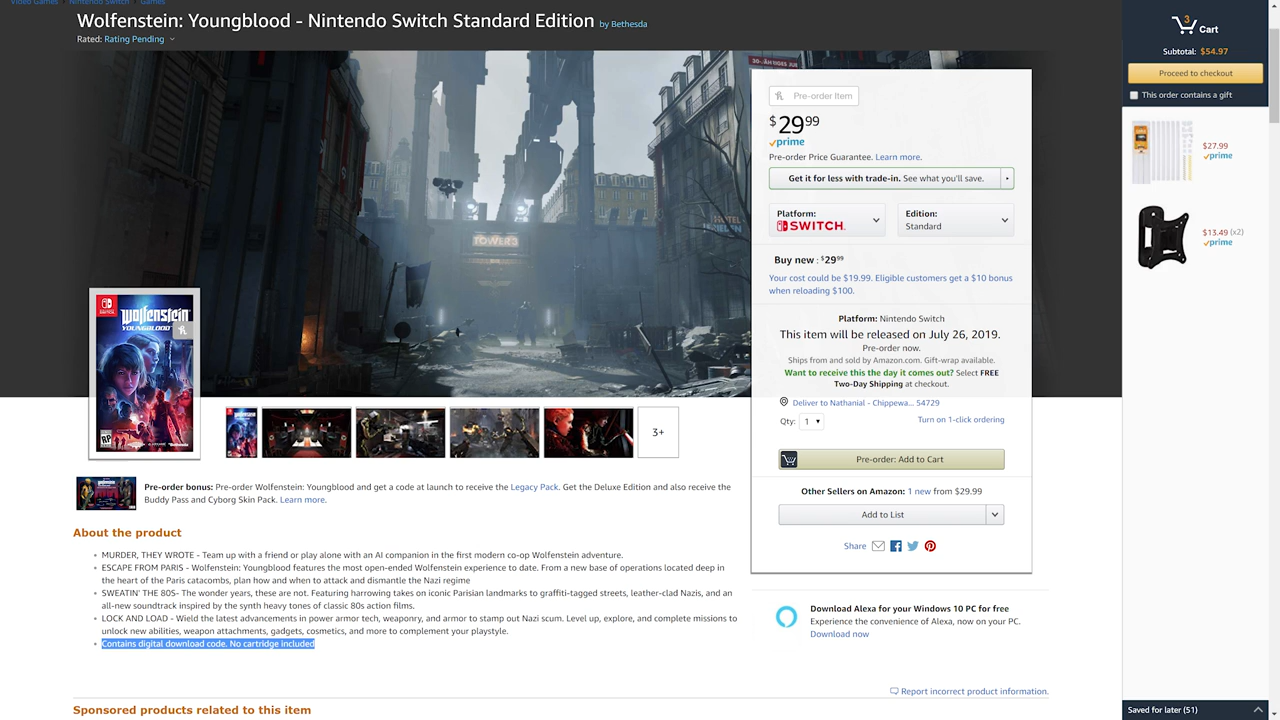 Video Games › Nintendo Switch › Games
Wolfenstein: Youngblood - Nintendo Switch Standard Edition by Bethesda
Rated: Rating Pending
30-JÄHRIGES JUR
HOTEL
TOWER3
WOLFENSTEIN
YOUNGBLOOD
RP
Bethesda
3+
Pre-order Item
$29 99
prime
Pre-order Price Guarantee. Learn more.
Get it for less with trade-in. See what you'll save.
Platform:
SWITCH.
Edition:
Standard
Buy new : $29 99
Your cost could be $19.99. Eligible customers get a $10 bonus
when reloading $100.
Platform: Nintendo Switch
This item will be released on July 26, 2019.
Pre-order now.
Ships from and sold by Amazon.com. Gift-wrap available.
Want to receive this the day it comes out? Select FREE
Two-Day Shipping at checkout.
Deliver to Nathanial - Chippewa... 54729
Qty: 1
Turn on 1-click ordering
Pre-order: Add to Cart
Other Sellers on Amazon: 1 new from $29.99
Add to List
Share
Pre-order bonus: Pre-order Wolfenstein: Youngblood and get a code at launch to receive the Legacy Pack. Get the Deluxe Edition and also receive the
Buddy Pass and Cyborg Skin Pack. Learn more.
About the product
MURDER, THEY WROTE - Team up with a friend or play alone with an AI companion in the first modern co-op Wolfenstein adventure.
ESCAPE FROM PARIS - Wolfenstein: Youngblood features the most open-ended Wolfenstein experience to date. From a new base of operations located deep in
the heart of the Paris catacombs, plan how and when to attack and dismantle the Nazi regime
SWEATIN' THE 80S- The wonder years, these are not. Featuring harrowing takes on iconic Parisian landmarks to graffiti-tagged streets, leather-clad Nazis, and an
all-new soundtrack inspired by the synth heavy tones of classic 80s action films.
LOCK AND LOAD - Wield the latest advancements in power armor tech, weaponry, and armor to stamp out Nazi scum. Level up, explore, and complete missions to
unlock new abilities, weapon attachments, gadgets, cosmetics, and more to complement your playstyle.
Contains digital download code. No cartridge included
Download Alexa for your Windows 10 PC for free
Experience the convenience of Alexa, now on your PC.
Download now
Report incorrect product information.
Sponsored products related to this item
3
Cart
Subtotal: $54.97
Proceed to checkout
This order contains a gift
$27.99
prime
$13.49 (x2)
prime
Saved for later (51)